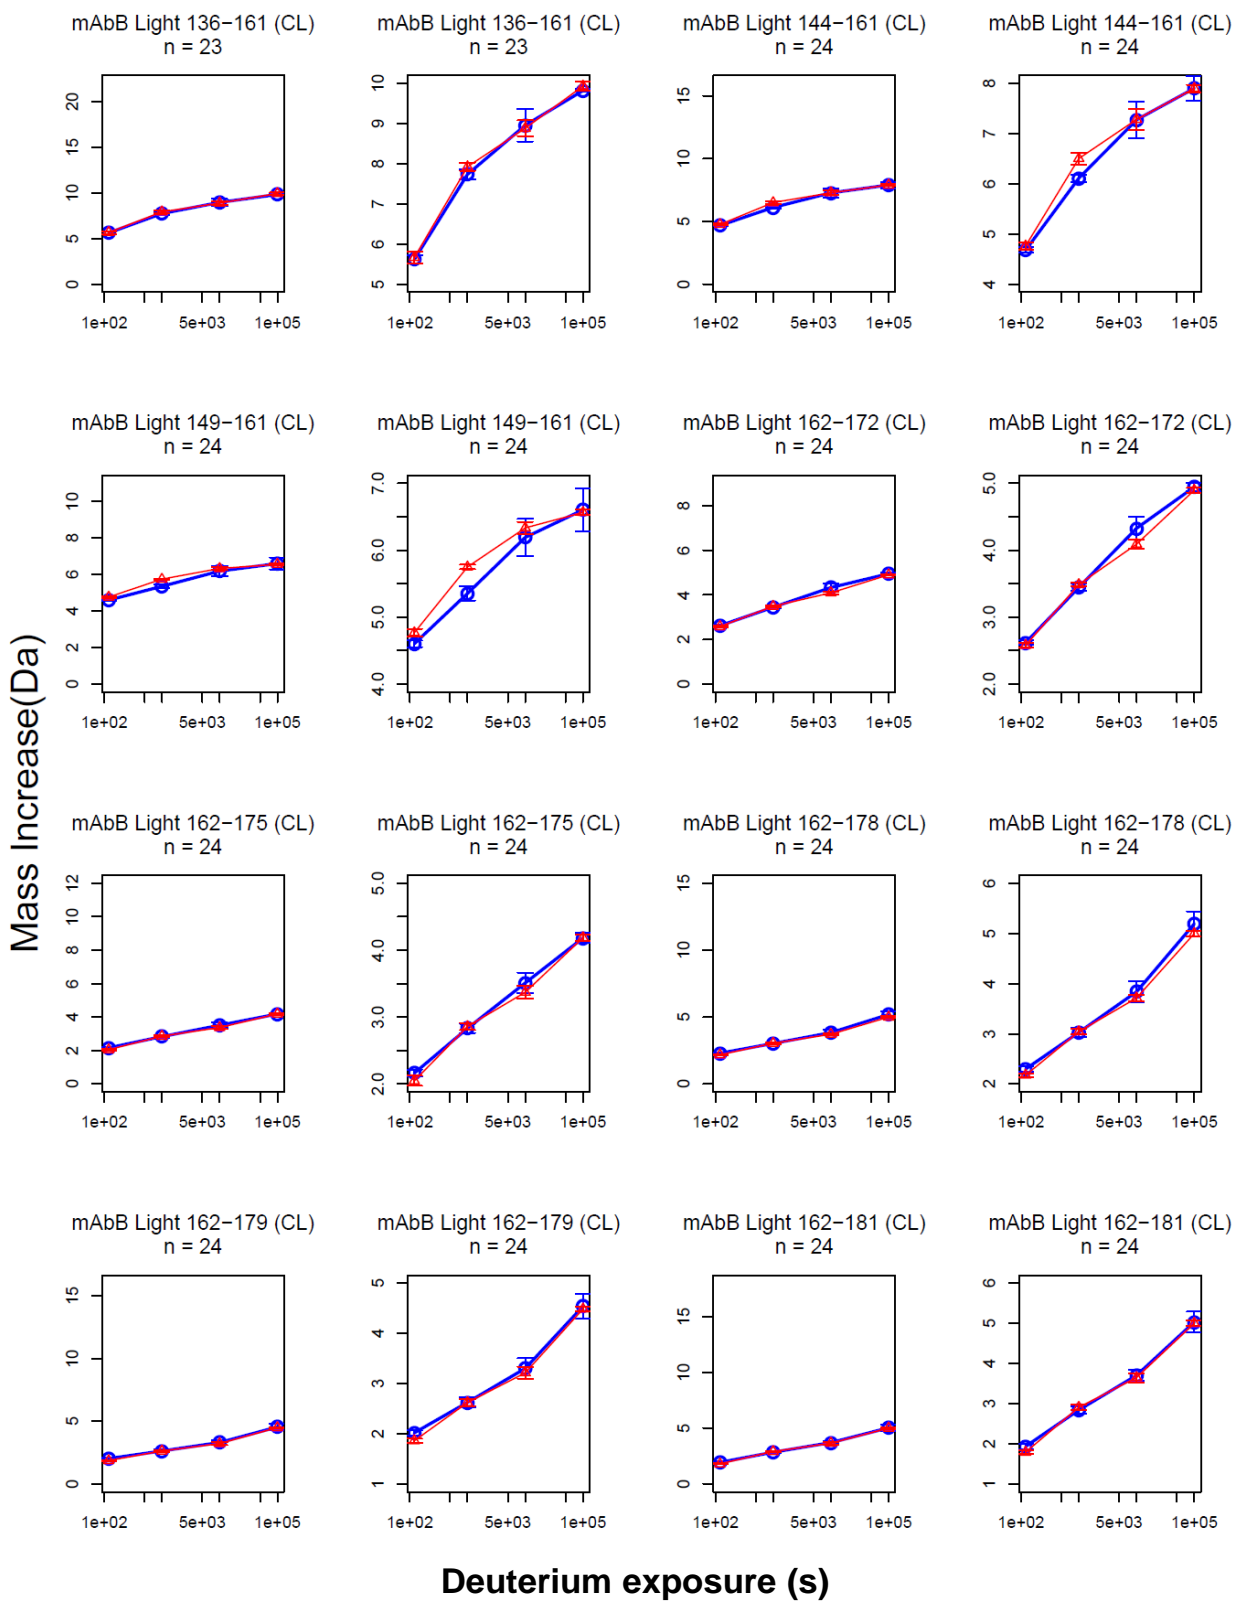 Mass Increase(Da)
mAbB Light 136−161 (CL)
n = 23
0 5 10 15 20
1e+02 5e+03 1e+05
mAbB Light 136−161 (CL)
n = 23
5 6 7 8 9 10
1e+02 5e+03 1e+05
mAbB Light 144−161 (CL)
n = 24
0 5 10 15
1e+02 5e+03 1e+05
mAbB Light 144−161 (CL)
n = 24
4 5 6 7 8
1e+02 5e+03 1e+05
mAbB Light 149−161 (CL)
n = 24
0 2 4 6 8 10
1e+02 5e+03 1e+05
mAbB Light 149−161 (CL)
n = 24
4.0 5.0 6.0 7.0
1e+02 5e+03 1e+05
mAbB Light 162−172 (CL)
n = 24
0 2 4 6 8
1e+02 5e+03 1e+05
mAbB Light 162−172 (CL)
n = 24
2.0 3.0 4.0 5.0
1e+02 5e+03 1e+05
mAbB Light 162−175 (CL)
n = 24
0 2 4 6 8 10 12
1e+02 5e+03 1e+05
mAbB Light 162−175 (CL)
n = 24
2.0 3.0 4.0 5.0
1e+02 5e+03 1e+05
mAbB Light 162−178 (CL)
n = 24
0 5 10 15
1e+02 5e+03 1e+05
mAbB Light 162−178 (CL)
n = 24
2 3 4 5 6
1e+02 5e+03 1e+05
mAbB Light 162−179 (CL)
n = 24
0 5 10 15
1e+02 5e+03 1e+05
mAbB Light 162−179 (CL)
n = 24
1 2 3 4 5
1e+02 5e+03 1e+05
mAbB Light 162−181 (CL)
n = 24
0 5 10 15
1e+02 5e+03 1e+05
mAbB Light 162−181 (CL)
n = 24
1 2 3 4 5 6
1e+02 5e+03 1e+05
Deuterium exposure (s)